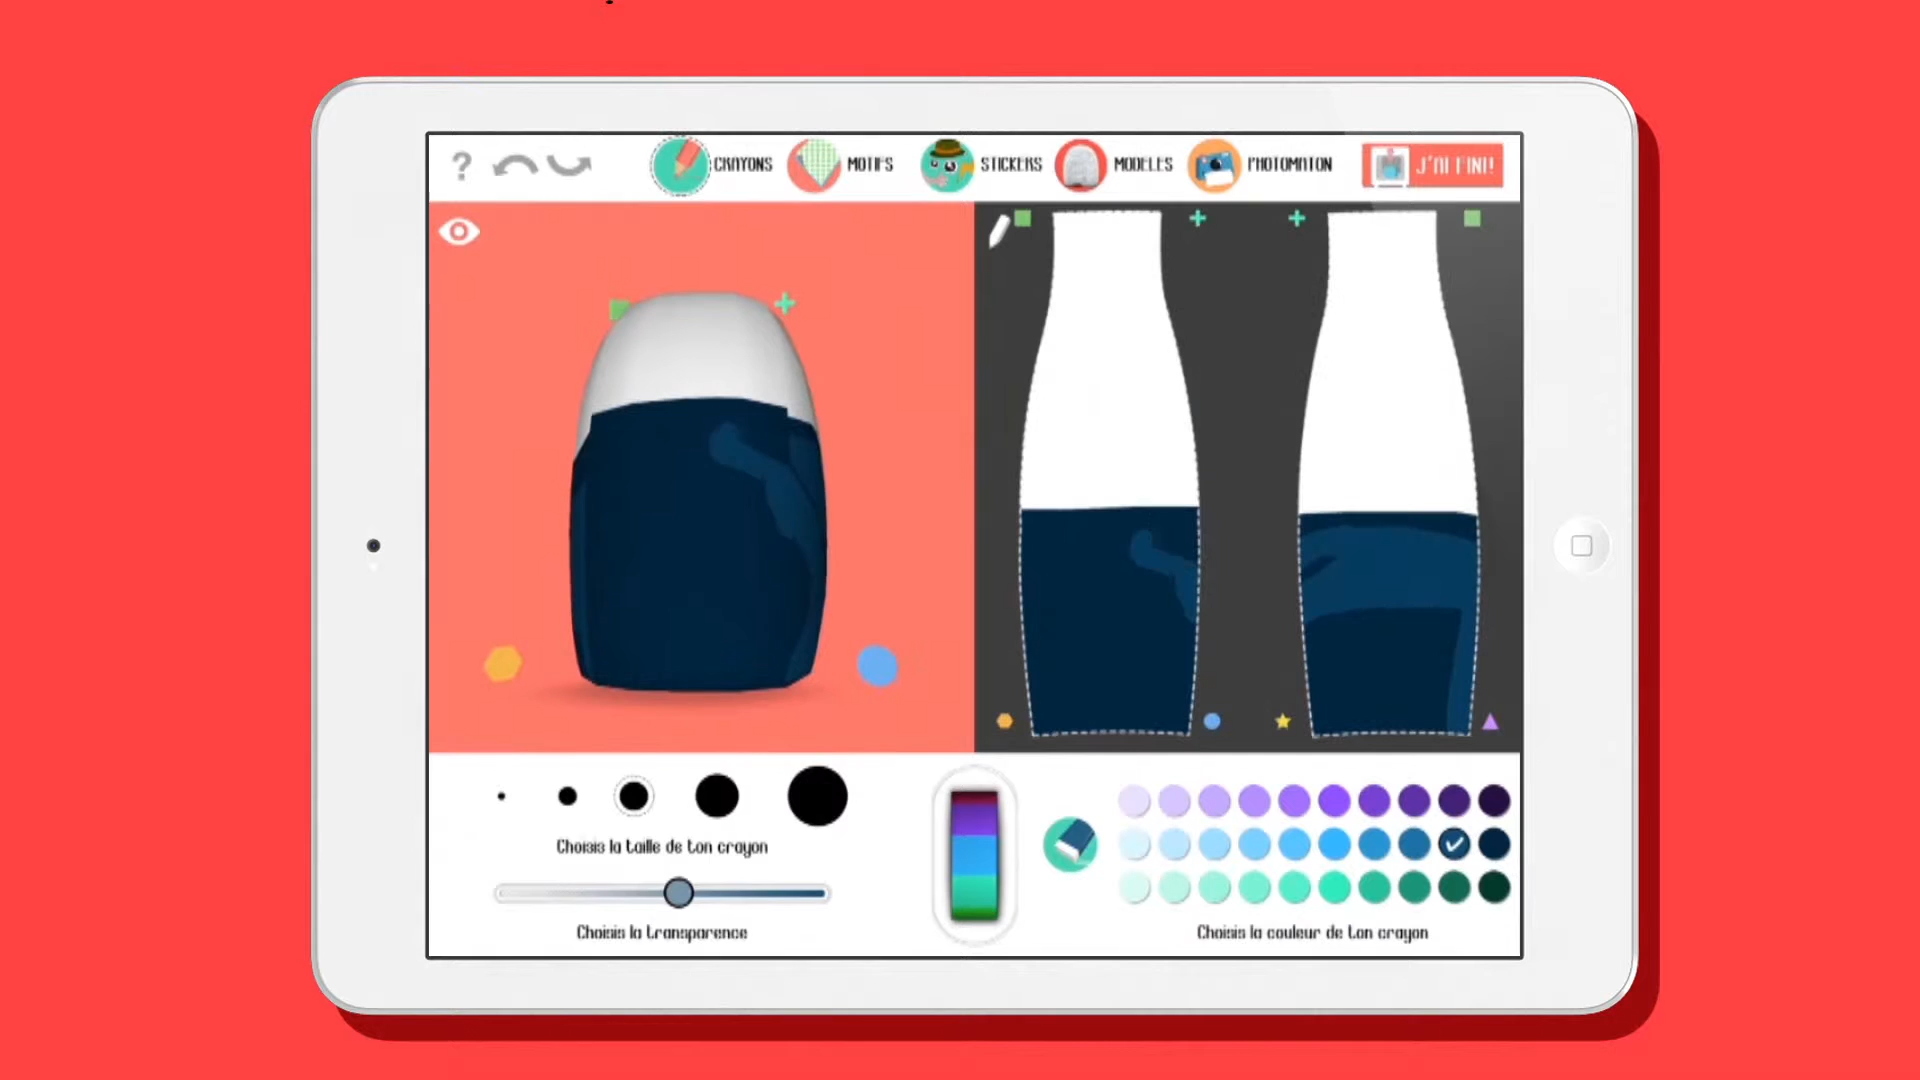 ?
CRAYONS
MOTIFS
STICKERS
MODELES
PHOTOMATON
J'AI FINI!
Choisis la taille de ton crayon
Choisis la transparence
Choisis la couleur de ton crayon